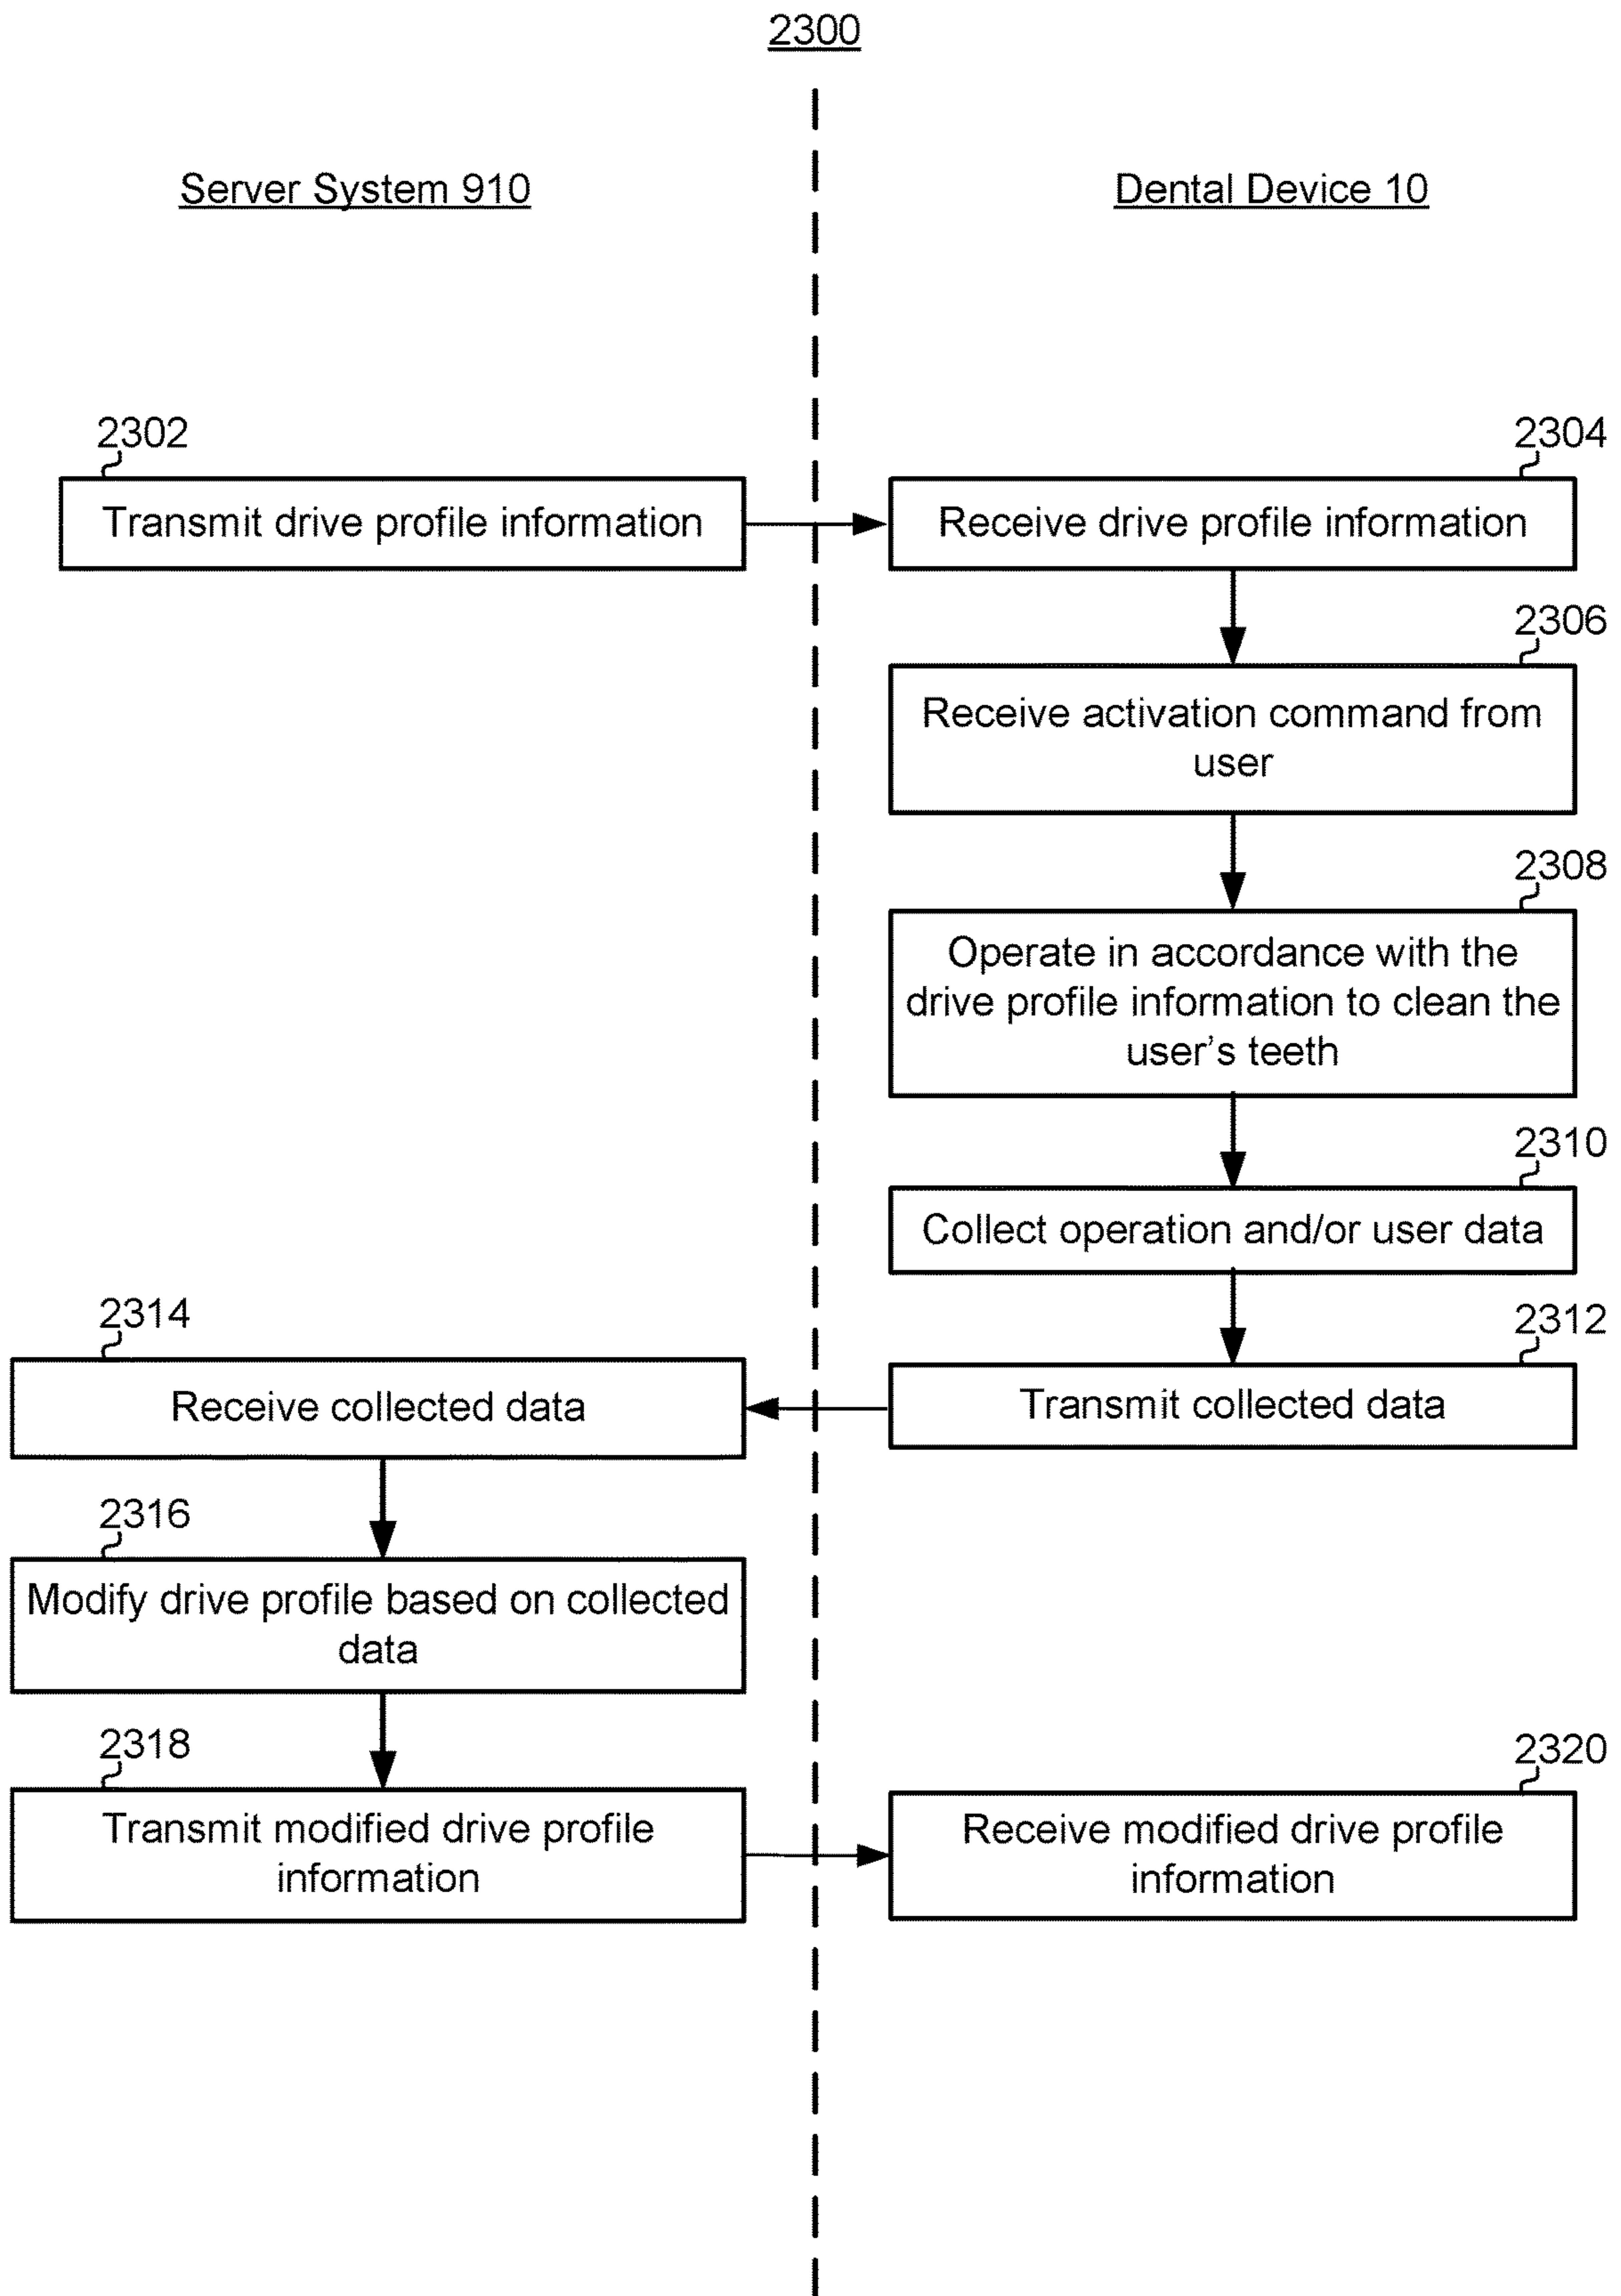 2300
Server System 910
Dental Device 10
2302
Transmit drive profile information
2304
Receive drive profile information
2306
Receive activation command from
user
2308
Operate in accordance with the
drive profile information to clean the
user's teeth
2310
Collect operation and/or user data
2312
Transmit collected data
2314
Receive collected data
2316
Modify drive profile based on collected
data
2318
Transmit modified drive profile
information
2320
Receive modified drive profile
information